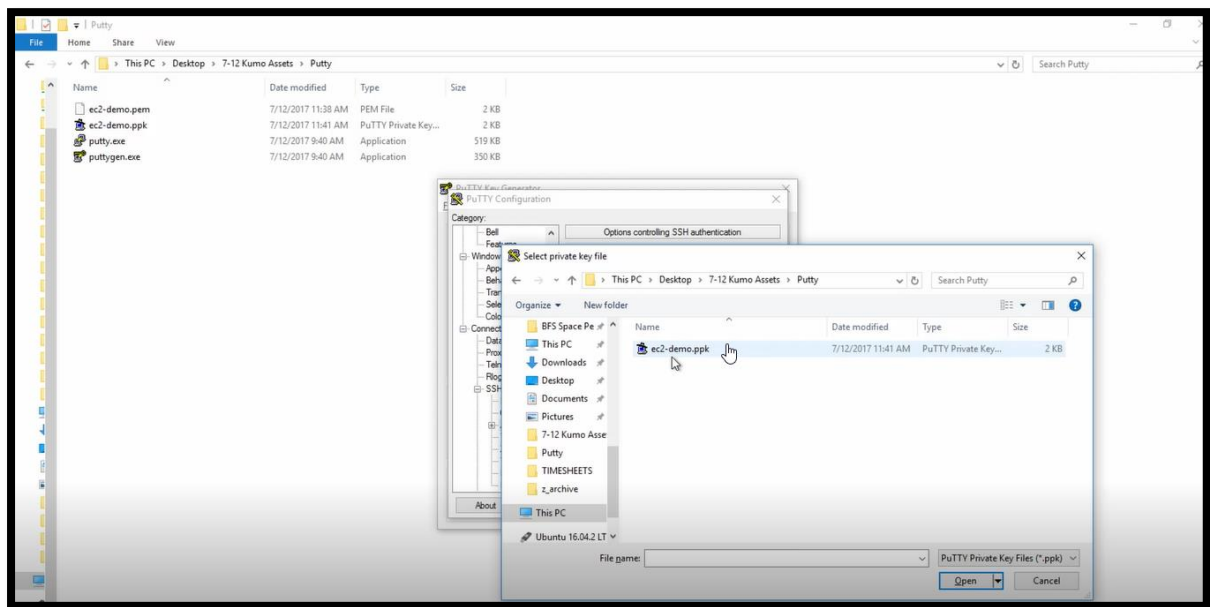 Putty
File Home Share View
This PC > Desktop > 7-12 Kumo Assets > Putty
Search Putty
Name Date modified Type Size
ec2-demo.pem 7/12/2017 11:38 AM PEM File 2 KB
ec2-demo.ppk 7/12/2017 11:41 AM PuTTY Private Key... 2 KB
putty.exe 7/12/2017 9:40 AM Application 519 KB
puttygen.exe 7/12/2017 9:40 AM Application 350 KB
PuTTY Key Generator
PuTTY Configuration
Category:
Bell
Options controlling SSH authentication
Window
Connect
Data
SSH
About
Select private key file
This PC > Desktop > 7-12 Kumo Assets > Putty
Search Putty
Organize New folder
Name Date modified Type Size
ec2-demo.ppk 7/12/2017 11:41 AM PuTTY Private Key... 2 KB
BFS Space Pe
This PC
Downloads
Desktop
Documents
Pictures
7-12 Kumo Asse
Putty
TIMESHEETS
z_archive
This PC
Ubuntu 16.04.2 LT
File name:
PuTTY Private Key Files (*.ppk)
Open Cancel